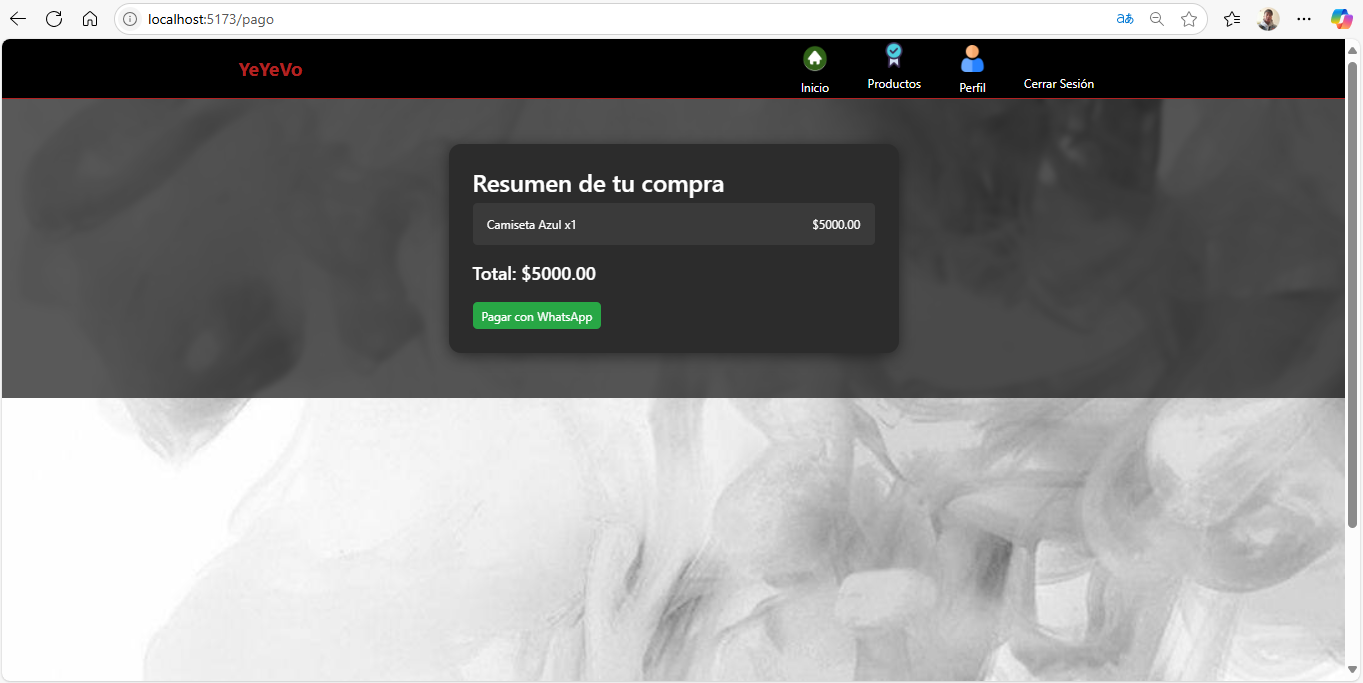 localhost:5173/pago
YeYeVo
Inicio
Productos
Perfil
Cerrar Sesión
Resumen de tu compra
Camiseta Azul x1 $5000.00
Total: $5000.00
Pagar con WhatsApp